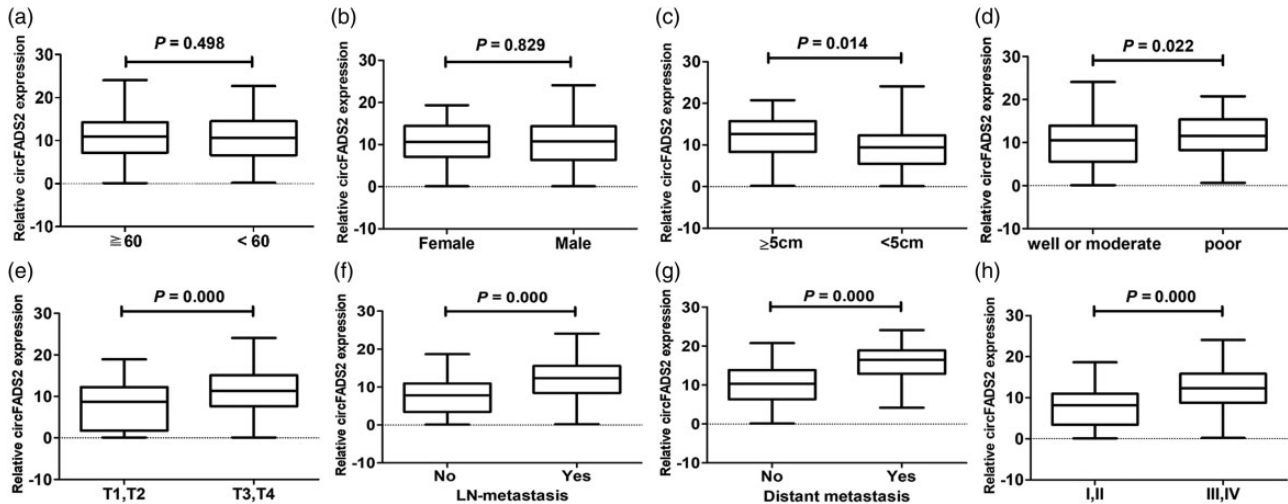 (a)
P = 0.498
Relative circFADS2 expression
30
20
10
0
-10
≧60
< 60
(b)
P = 0.829
Relative circFADS2 expression
30
20
10
0
-10
Female
Male
(c)
P = 0.014
Relative circFADS2 expression
30
20
10
0
-10
≥5cm
<5cm
(d)
P = 0.022
Relative circFADS2 expression
30
20
10
0
-10
well or moderate
poor
(e)
P = 0.000
Relative circFADS2 expression
30
20
10
0
-10
T1,T2
T3,T4
(f)
P = 0.000
Relative circFADS2 expression
30
20
10
0
-10
No
Yes
LN-metastasis
(g)
P = 0.000
Relative circFADS2 expression
30
20
10
0
-10
No
Yes
Distant metastasis
(h)
P = 0.000
Relative circFADS2 expression
30
20
10
0
-10
I,II
III,IV